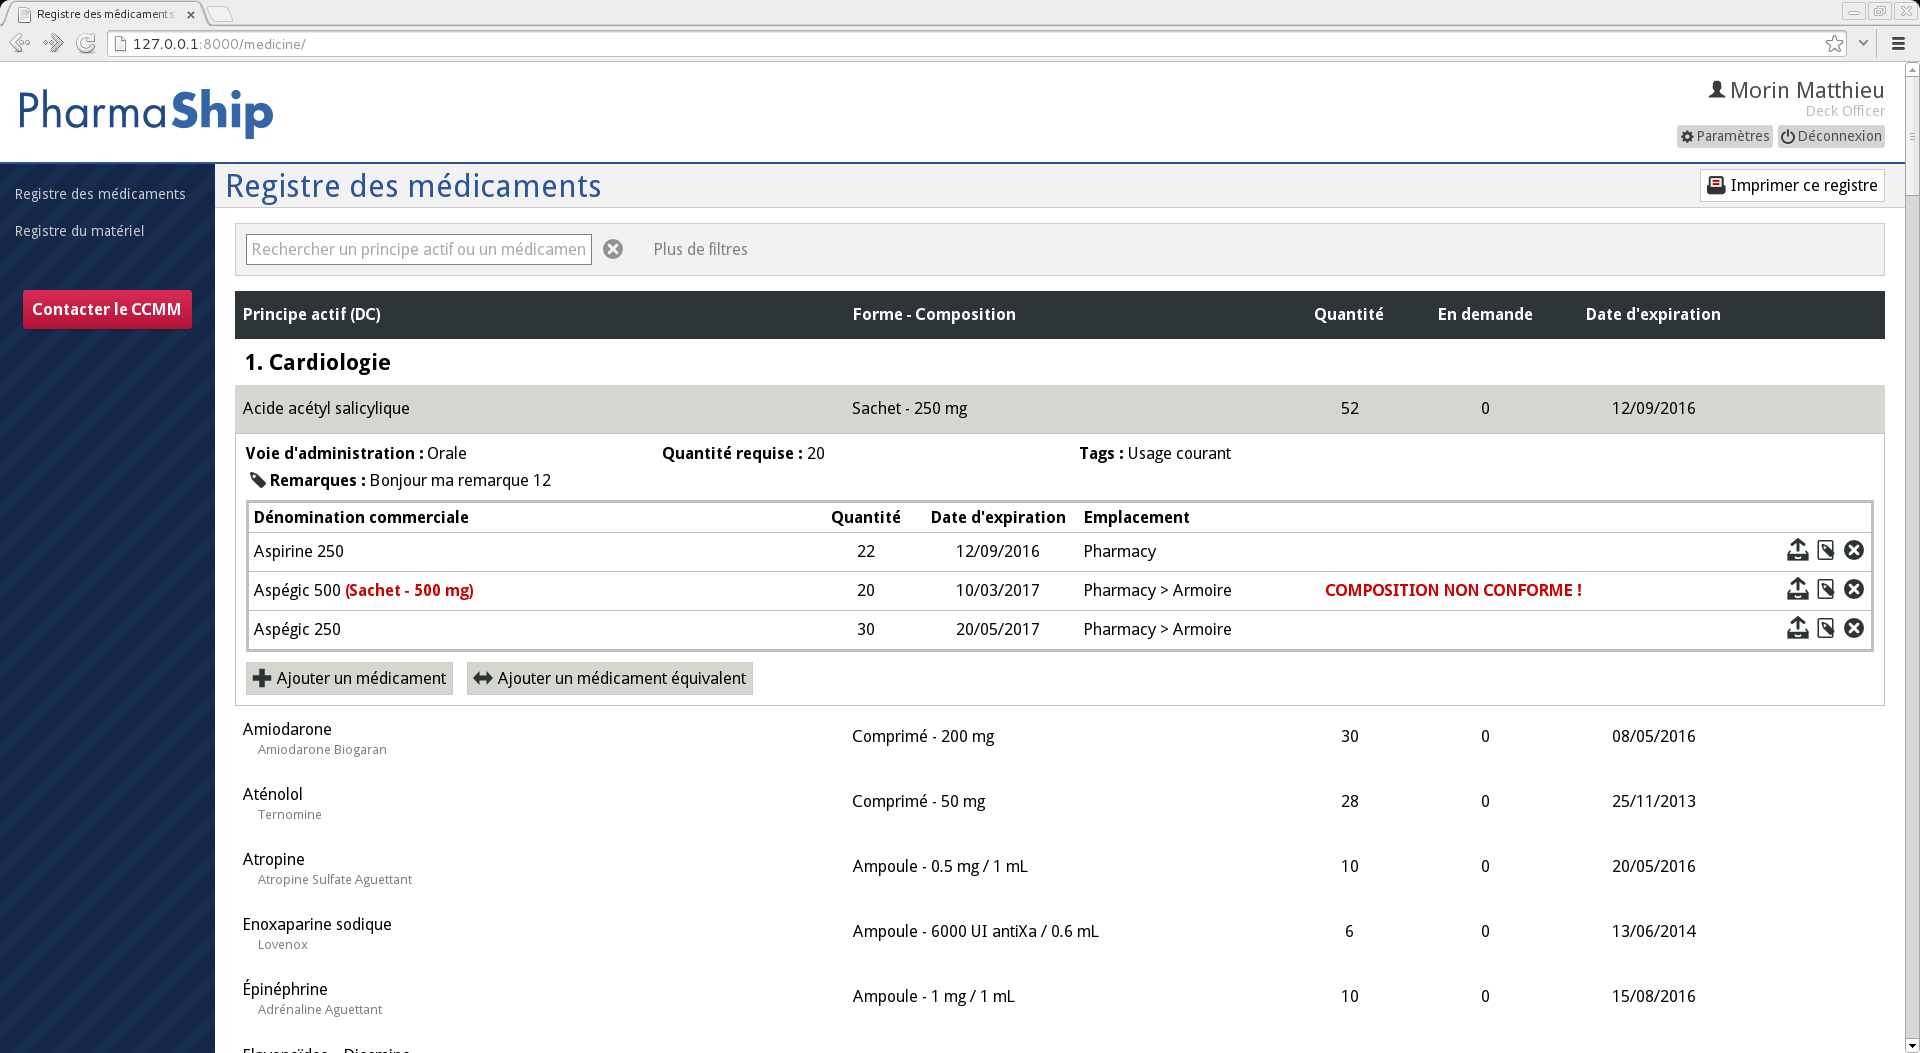 Registre des médicaments
127.0.0.1:8000/medicine/
PharmaShip
Morin Matthieu
Deck Officer
Paramètres
Déconnexion
Registre des médicaments
Registre du matériel
Contacter le CCMM
Registre des médicaments
Imprimer ce registre
Rechercher un principe actif ou un médicamen
Plus de filtres
Principe actif (DC) Forme - Composition Quantité En demande Date d'expiration
1. Cardiologie
Acide acétyl salicylique Sachet - 250 mg 52 0 12/09/2016
Voie d'administration : Orale Quantité requise : 20 Tags : Usage courant
Remarques : Bonjour ma remarque 12
Dénomination commerciale Quantité Date d'expiration Emplacement
Aspirine 250 22 12/09/2016 Pharmacy
Aspégic 500 (Sachet - 500 mg) 20 10/03/2017 Pharmacy > Armoire COMPOSITION NON CONFORME !
Aspégic 250 30 20/05/2017 Pharmacy > Armoire
Ajouter un médicament Ajouter un médicament équivalent
Amiodarone Comprimé - 200 mg 30 0 08/05/2016
Amiodarone Biogaran
Aténolol Comprimé - 50 mg 28 0 25/11/2013
Ternomine
Atropine Ampoule - 0.5 mg / 1 mL 10 0 20/05/2016
Atropine Sulfate Aguettant
Enoxaparine sodique Ampoule - 6000 UI antiXa / 0.6 mL 6 0 13/06/2014
Lovenox
Épinéphrine Ampoule - 1 mg / 1 mL 10 0 15/08/2016
Adrénaline Aguettant